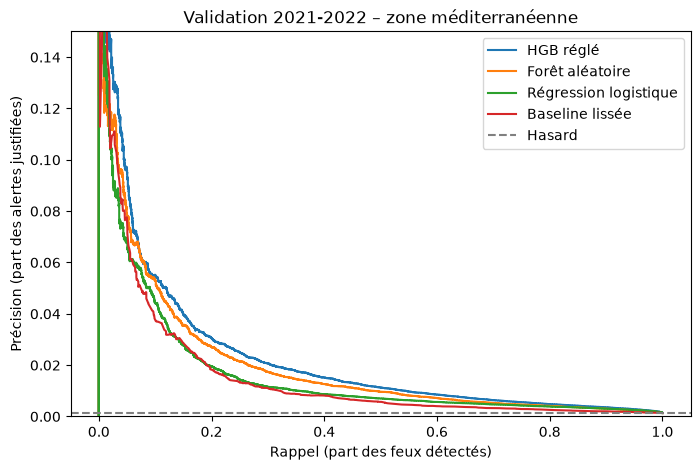 Validation 2021-2022 – zone méditerranéenne
Précision (part des alertes justifiées)
0.14
0.12
0.10
0.08
0.06
0.04
0.02
0.00
HGB réglé
Forêt aléatoire
Régression logistique
Baseline lissée
Hasard
0.0 0.2 0.4 0.6 0.8 1.0
Rappel (part des feux détectés)